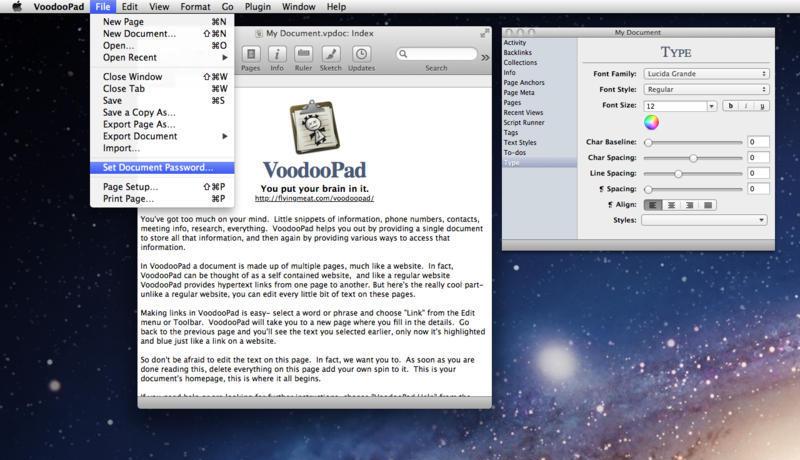 VoodooPad File Edit View Format Go Plugin Window Help
New Page ⌘N
New Document... ⇧⌘N
Open... ⌘O
Open Recent ▶
Close Window ⇧⌘W
Close Tab ⌘W
Save ⌘S
Save a Copy As...
Export Page As...
Export Document ▶
Import...
Set Document Password...
Page Setup... ⇧⌘P
Print Page... ⌘P
My Document.vpdoc: Index
Pages Info Ruler Sketch Updates Search
VoodooPad
You put your brain in it.
http://flyingmeat.com/voodoopad/
You've got too much on your mind. Little snippets of information, phone numbers, contacts,
meeting info, research, everything. VoodooPad helps you out by providing a single document
to store all that information, and then again by providing various ways to access that
information.
In VoodooPad a document is made up of multiple pages, much like a website. In fact,
VoodooPad can be thought of as a self contained website, and like a regular website
VoodooPad provides hypertext links from one page to another. But here's the really cool part-
unlike a regular website, you can edit every little bit of text on these pages.
Making links in VoodooPad is easy- select a word or phrase and choose "Link" from the Edit
menu or Toolbar. VoodooPad will take you to a new page where you fill in the details. Go
back to the previous page and you'll see the text you selected earlier, only now it's highlighted
and blue just like a link on a website.
So don't be afraid to edit the text on this page. In fact, we want you to. As soon as you are
done reading this, delete everything on this page add your own spin to it. This is your
document's homepage, this is where it all begins.
If you need help or are looking for further instructions, choose "VoodooPad Help" from the
My Document
Activity
Backlinks
Collections
Info
Page Anchors
Page Meta
Pages
Recent Views
Script Runner
Tags
Text Styles
To-dos
Type
TYPE
Font Family: Lucida Grande
Font Style: Regular
Font Size: 12 b i u
Char Baseline: 0
Char Spacing: 0
Line Spacing: 0
¶ Spacing: 0
¶ Align:
Styles: